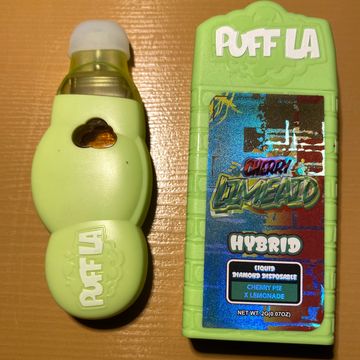 PUFF LA
PUFF LA
CHERRY
LIMEAID
HYBRID
LIQUID
DIAMOND DISPOSABLE
CHERRY PIE
X LEMONADE
NET WT. 2G(0.07OZ)